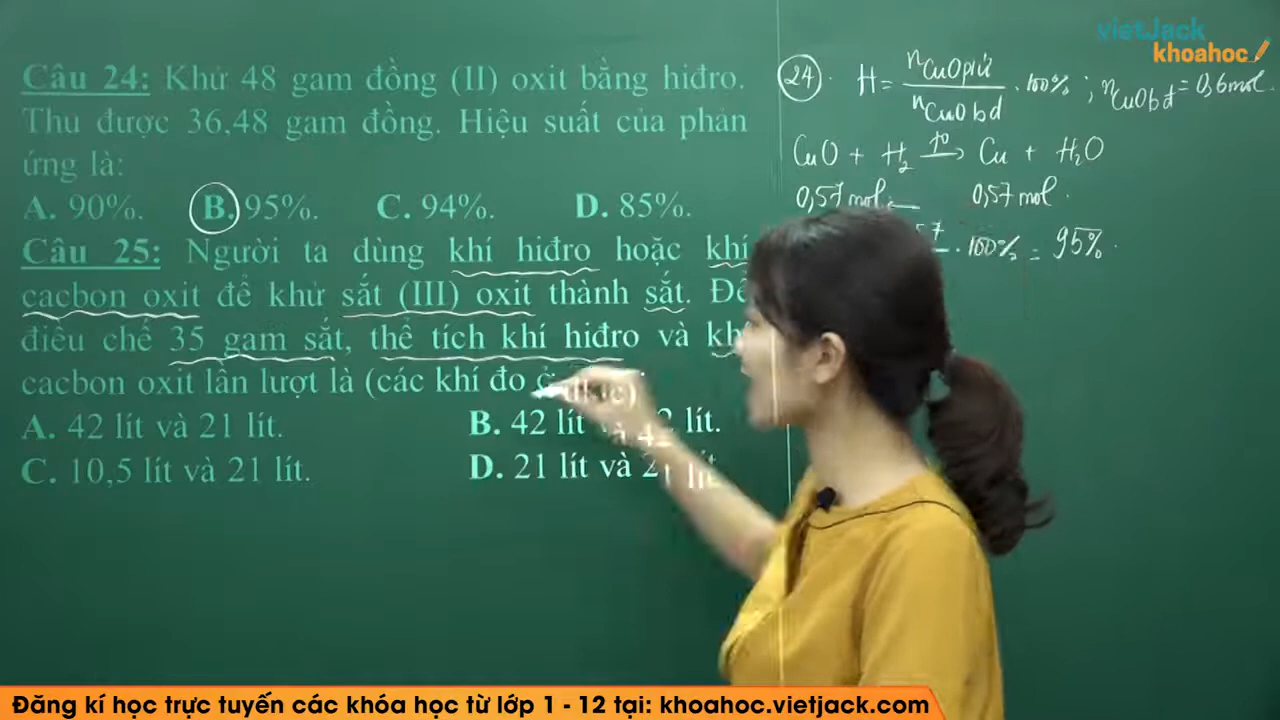 vietJack
khoahoc
Câu 24: Khử 48 gam đồng (II) oxit bằng hiđro.
Thu được 36,48 gam đồng. Hiệu suất của phản
ứng là:
A. 90%. B. 95%. C. 94%. D. 85%.
Câu 25: Người ta dùng khí hiđro hoặc khí
cacbon oxit để khử sắt (III) oxit thành sắt. Để
điều chế 35 gam sắt, thể tích khí hiđro và
cacbon oxit lần lượt là (các khí đo ở
A. 42 lít và 21 lít. B. 42 lít và 42 lít.
C. 10,5 lít và 21 lít. D. 21 lít và 21 lít.
24. H = nCuO pứ / nCuO bđ . 100% ; nCuO bđ = 0,6 mol.
CuO + H2 →t0 Cu + H2O
0,57 mol ← 0,57 mol.
. 100% = 95%.
Đăng kí học trực tuyến các khóa học từ lớp 1 - 12 tại: khoahoc.vietjack.com